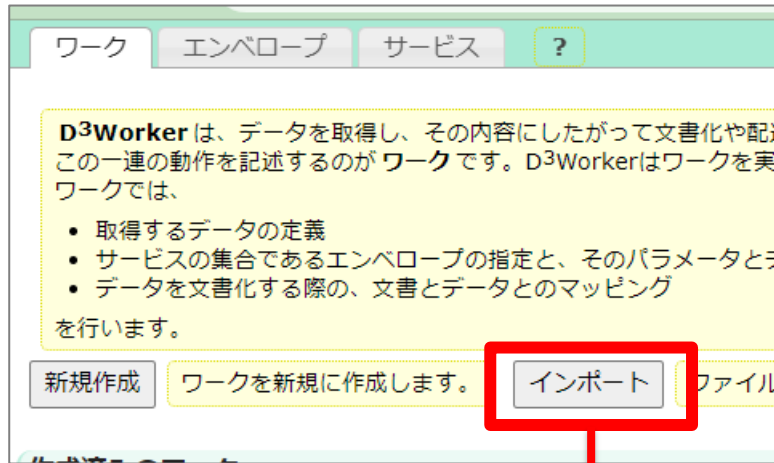 ワーク エンベロープ サービス ?
D³Worker は、データを取得し、その内容にしたがって文書化や配
この一連の動作を記述するのが ワーク です。D³Workerはワークを実
ワークでは、
• 取得するデータの定義
• サービスの集合であるエンベロープの指定と、そのパラメータと
• データを文書化する際の、文書とデータとのマッピング
を行います。
新規作成 ワークを新規に作成します。 インポート ファイル